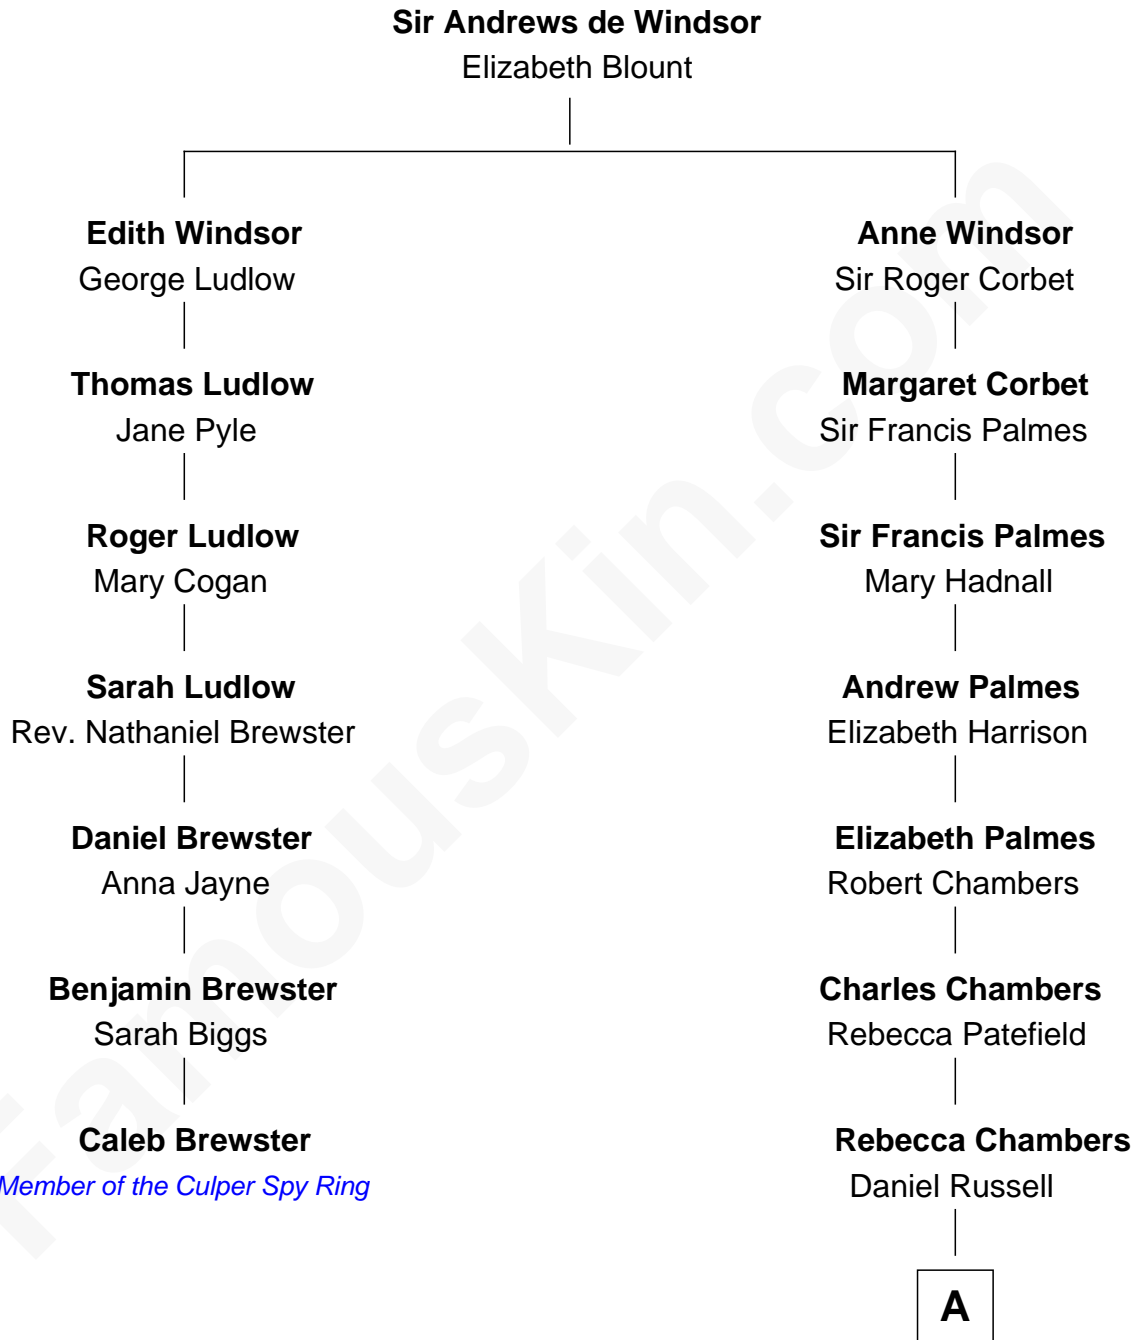 Sir Andrews de Windsor
Elizabeth Blount
Edith Windsor
George Ludlow
Anne Windsor
Sir Roger Corbet
Thomas Ludlow
Jane Pyle
Margaret Corbet
Sir Francis Palmes
Roger Ludlow
Mary Cogan
Sir Francis Palmes
Mary Hadnall
Sarah Ludlow
Rev. Nathaniel Brewster
Andrew Palmes
Elizabeth Harrison
Daniel Brewster
Anna Jayne
Elizabeth Palmes
Robert Chambers
Benjamin Brewster
Sarah Biggs
Charles Chambers
Rebecca Patefield
Caleb Brewster
Member of the Culper Spy Ring
Rebecca Chambers
Daniel Russell
A
FamousKin.com